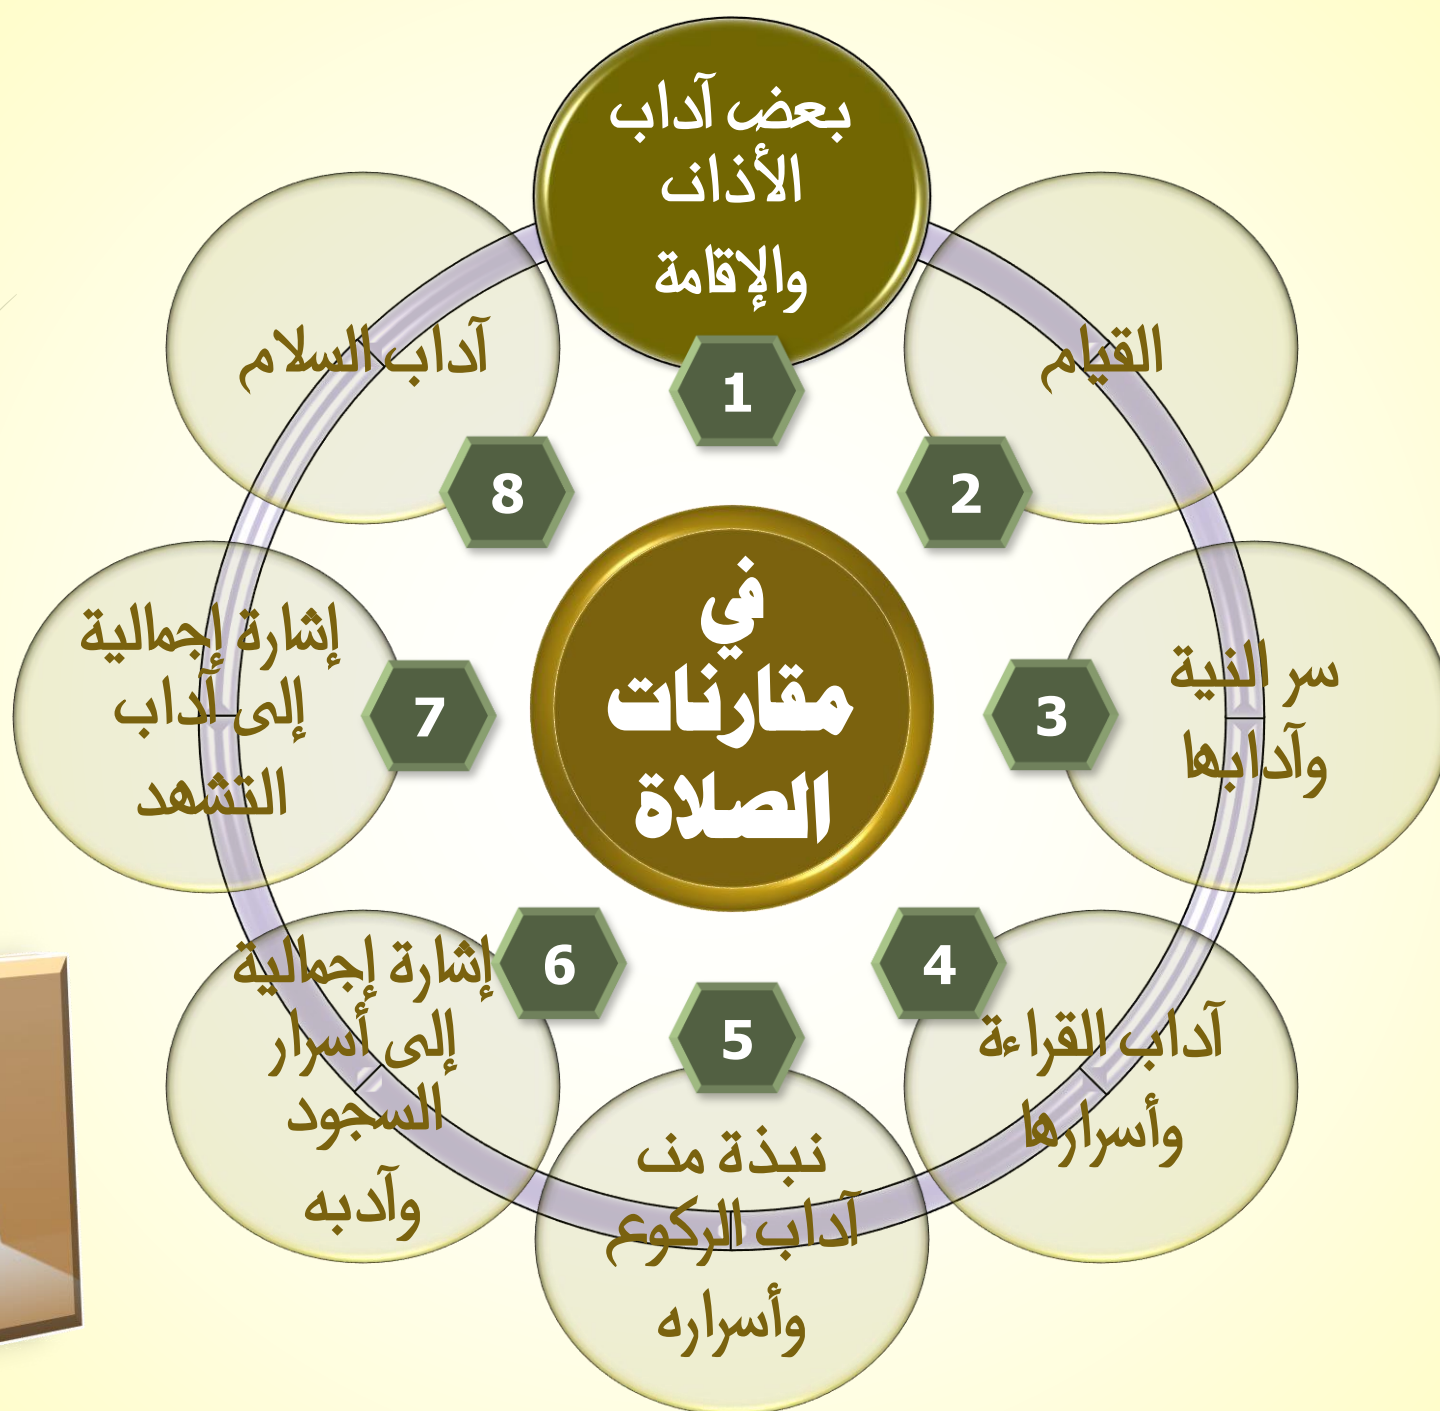 في
مقارنات
الصلاة
بعض آداب
الأذان
والإقامة
1
القيام
2
سر النية
وآدابها
3
آداب القراءة
وأسرارها
4
نبذة من
آداب الركوع
وأسراره
5
إشارة إجمالية
إلى أسرار
السجود
وآدبه
6
إشارة إجمالية
إلى آداب
التشهد
7
آداب السلام
8